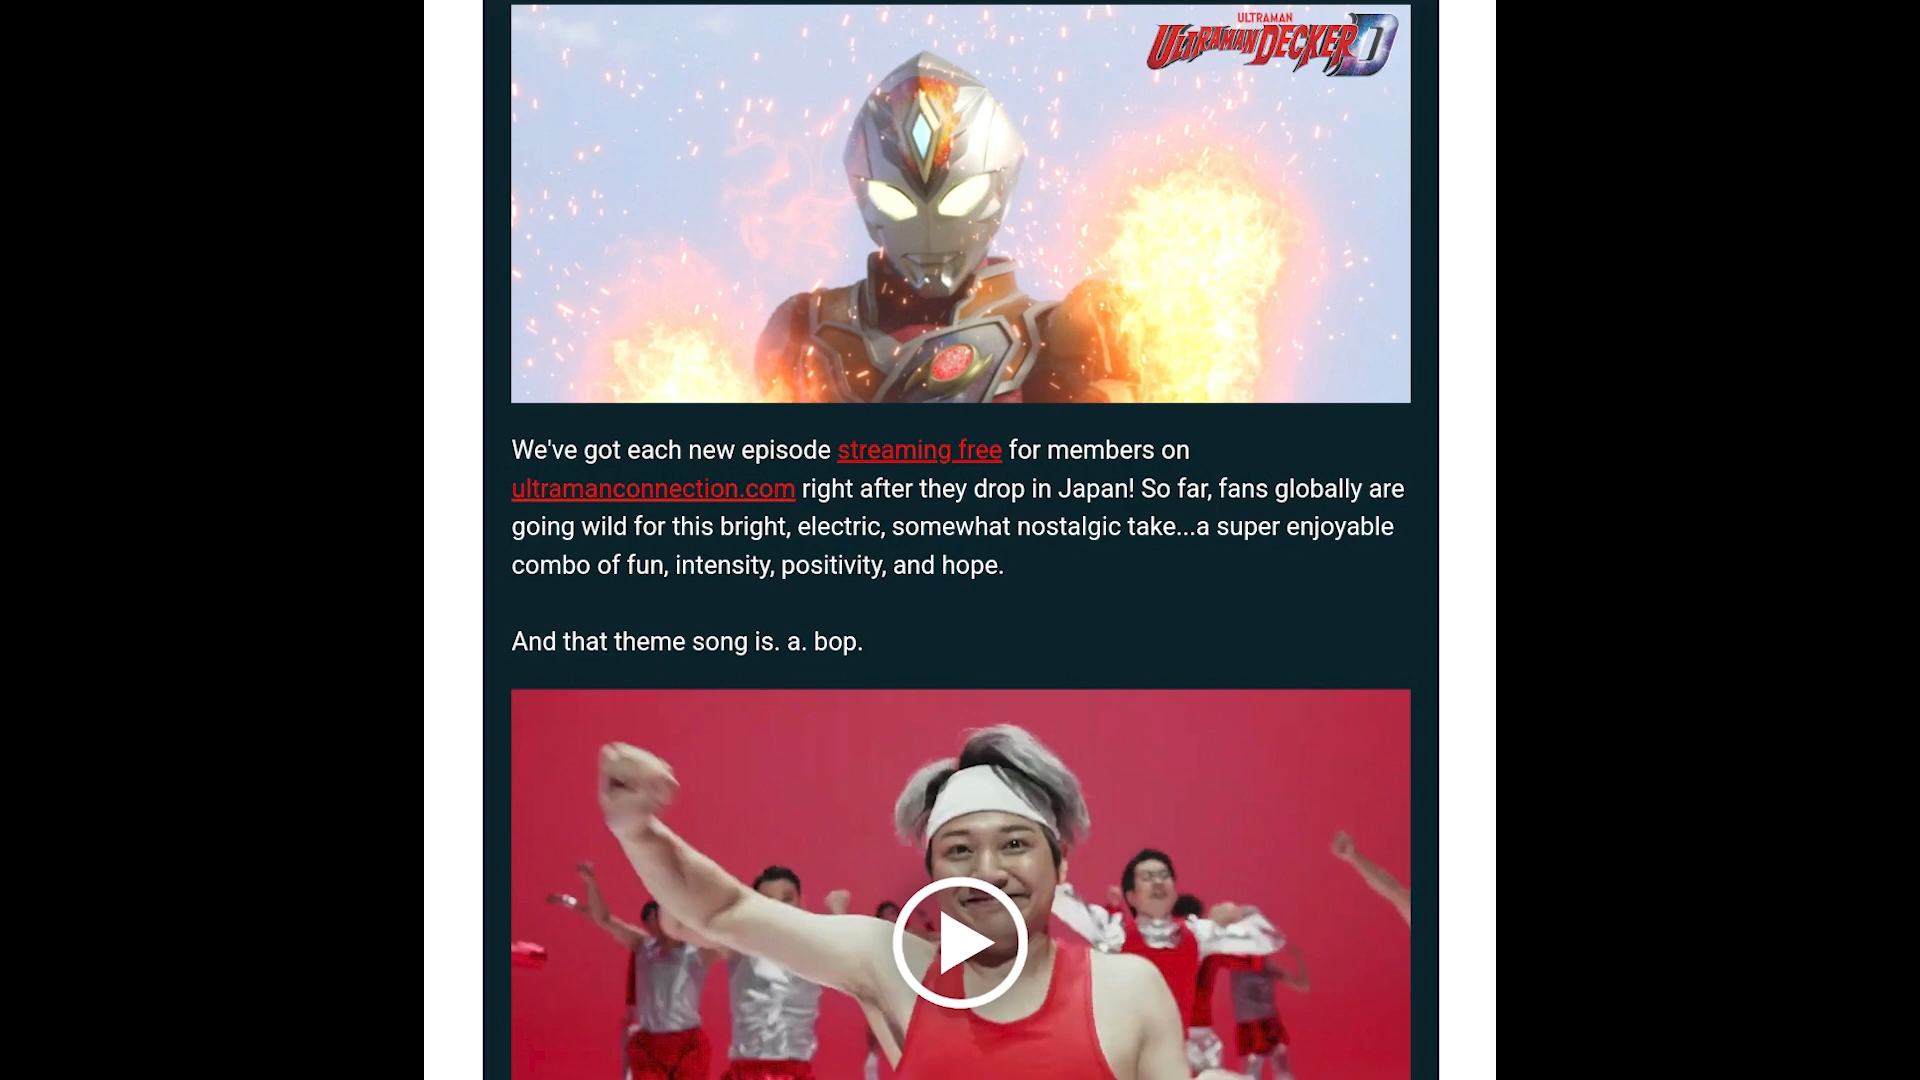 ULTRAMAN
ULTRAMAN DECKER D
We've got each new episode streaming free for members on
ultramanconnection.com right after they drop in Japan! So far, fans globally are
going wild for this bright, electric, somewhat nostalgic take...a super enjoyable
combo of fun, intensity, positivity, and hope.
And that theme song is. a. bop.